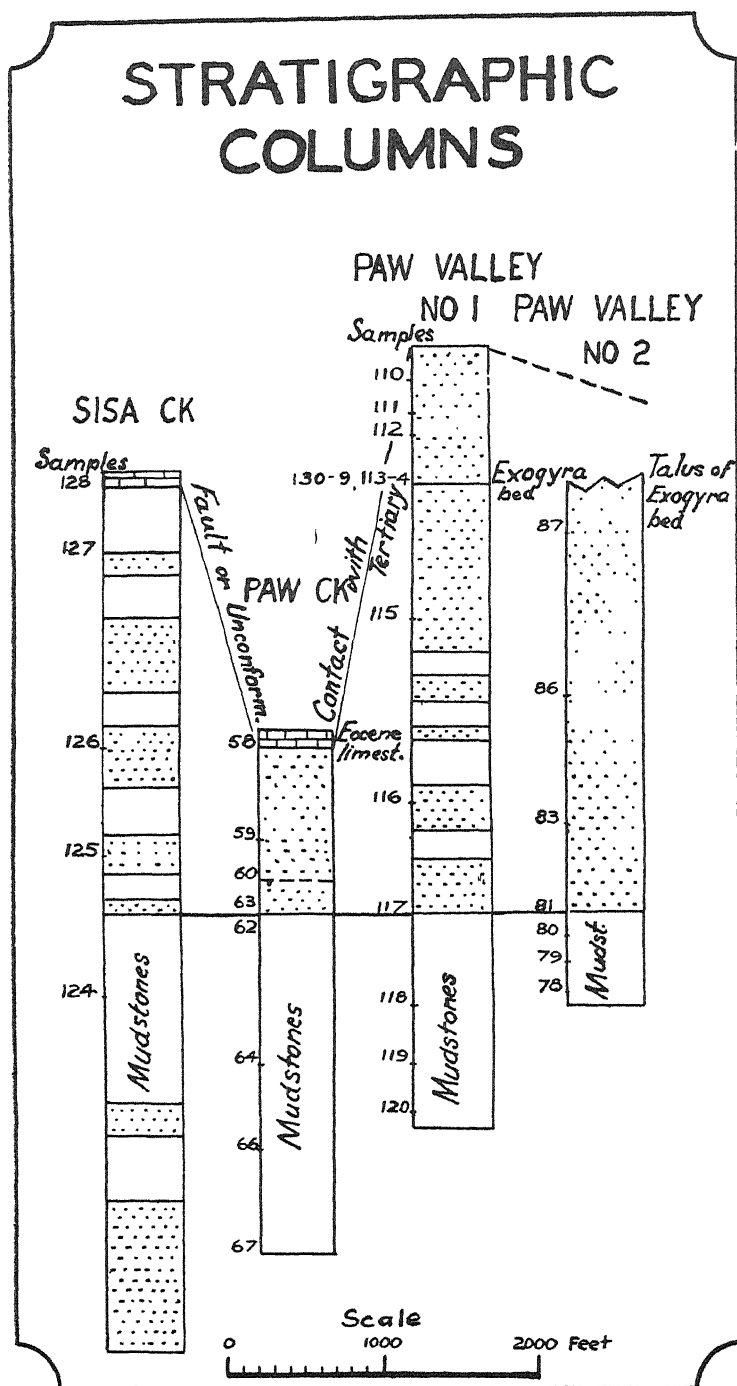 STRATIGRAPHIC
COLUMNS
PAW VALLEY
NO 1
PAW VALLEY
NO 2
SISA CK
Samples
128
127
126
125
124
Mudstones
Fault or Unconform.
PAW CK
58
59
60
63
62
64
66
67
Mudstones
Eocene
limest.
Contact with
Tertiary
Samples
110
111
112
130-9, 113-4
115
116
117
118
119
120
Mudstones
Exogyra
bed
Talus of
Exogyra
bed
87
86
83
81
80
79
78
Mudst.
Scale
0 1000 2000 Feet